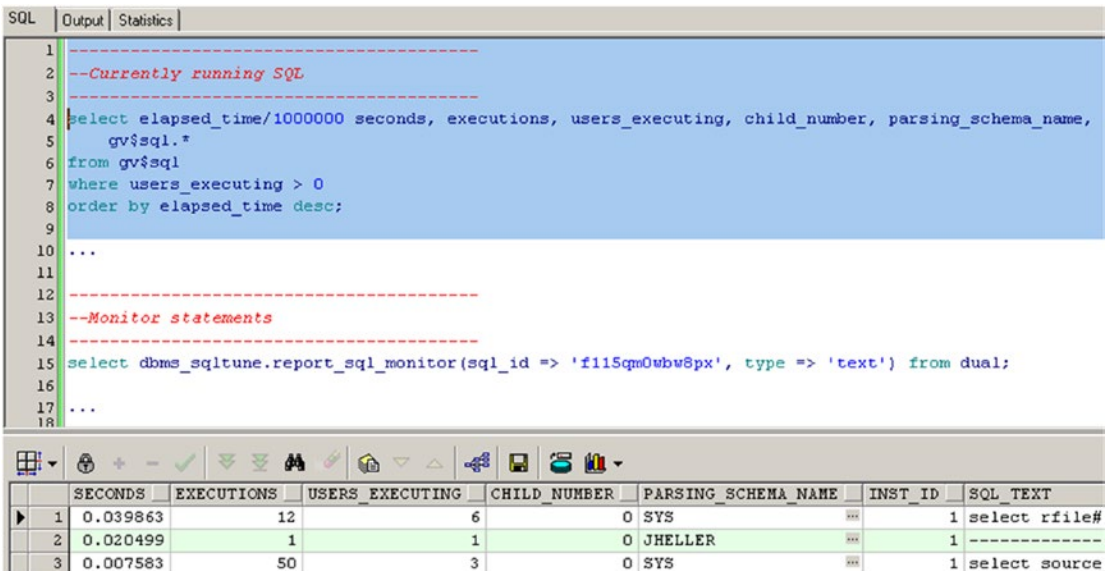 SQL Output Statistics
1 ----------------------------------------
2 --Currently running SQL
3 ----------------------------------------
4 select elapsed_time/1000000 seconds, executions, users_executing, child_number, parsing_schema_name,
5 gv$sql.*
6 from gv$sql
7 where users_executing > 0
8 order by elapsed_time desc;
9
10 ...
11
12 ----------------------------------------
13 --Monitor statements
14 ----------------------------------------
15 select dbms_sqltune.report_sql_monitor(sql_id => 'f115qm0wbw8px', type => 'text') from dual;
16
17 ...
18
SECONDS EXECUTIONS USERS_EXECUTING CHILD_NUMBER PARSING_SCHEMA_NAME INST_ID SQL_TEXT
1 0.039863 12 6 0 SYS ... 1 select rfile#
2 0.020499 1 1 0 JHELLER ... 1 -------------
3 0.007583 50 3 0 SYS ... 1 select source